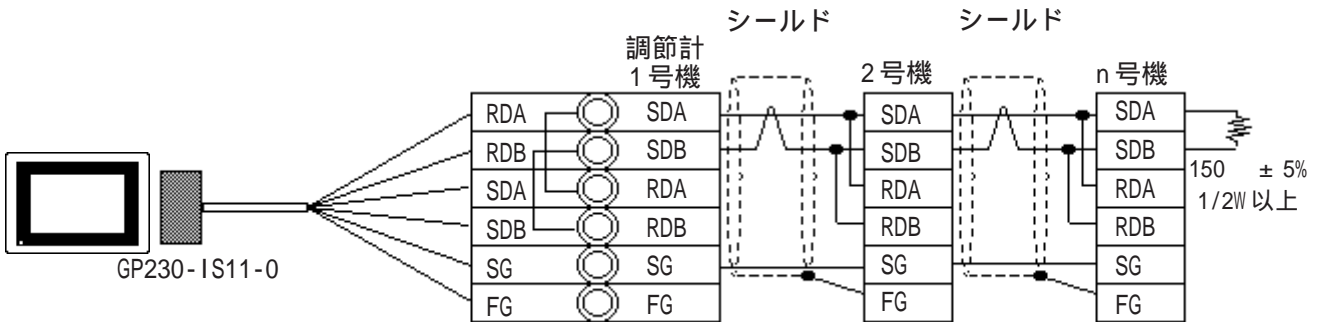 シールド
シールド
調節計
1号機
2号機
n号機
RDA SDA SDA SDA
RDB SDB SDB SDB
SDA RDA RDA RDA
SDB RDB RDB RDB
SG SG SG SG
FG FG FG FG
150 ±5%
1/2W以上
GP230-IS11-0